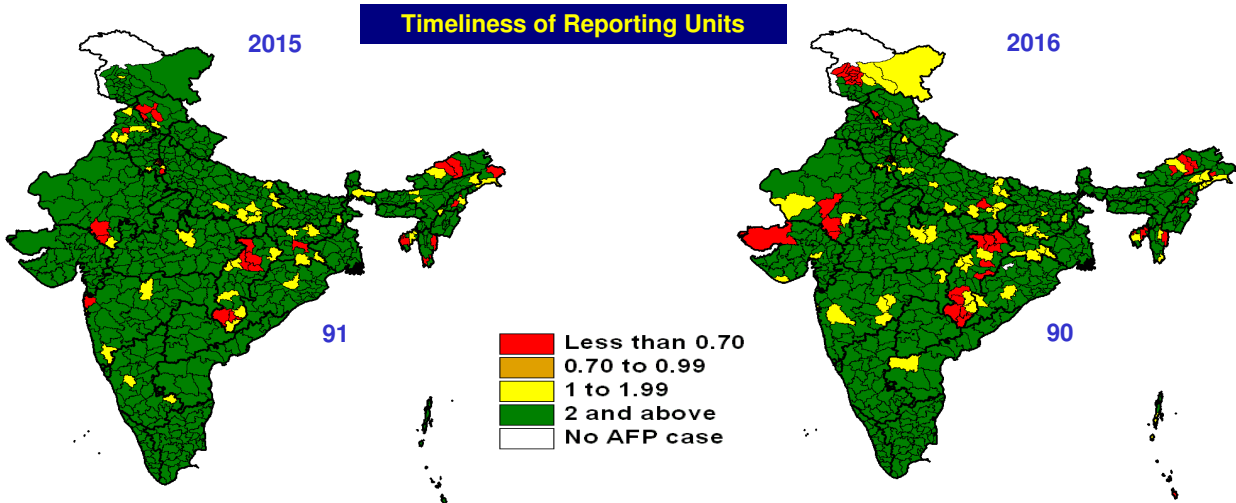 Timeliness of Reporting Units
2015
2016
91
90
Less than 0.70
0.70 to 0.99
1 to 1.99
2 and above
No AFP case